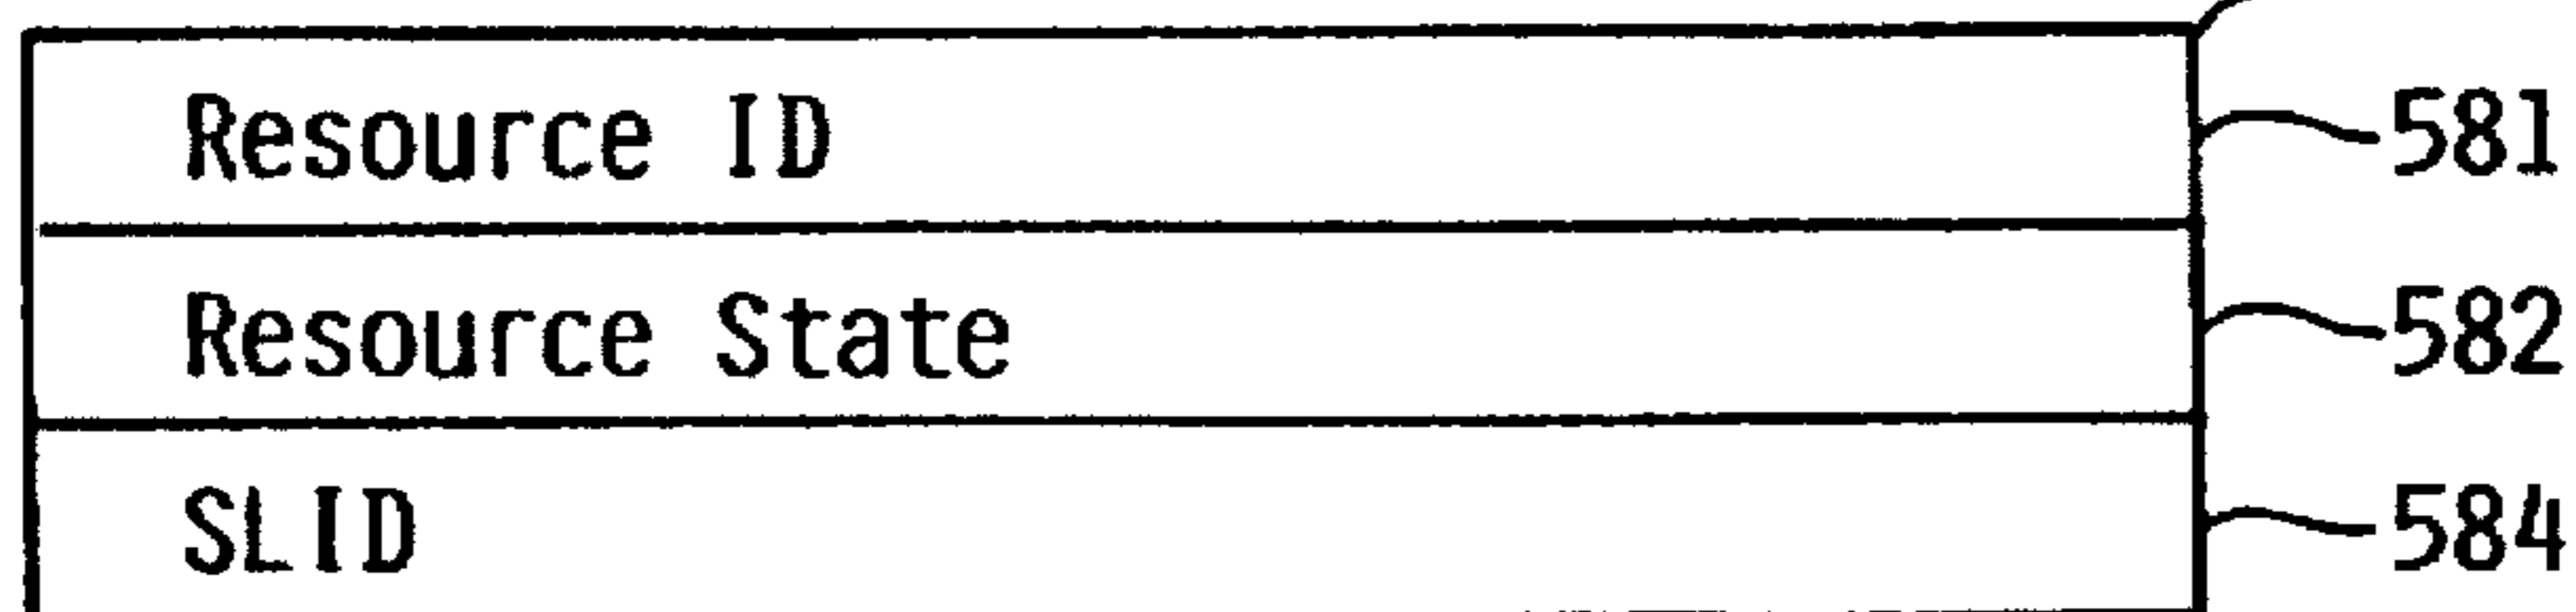 Resource ID 581
Resource State 582
SLID 584